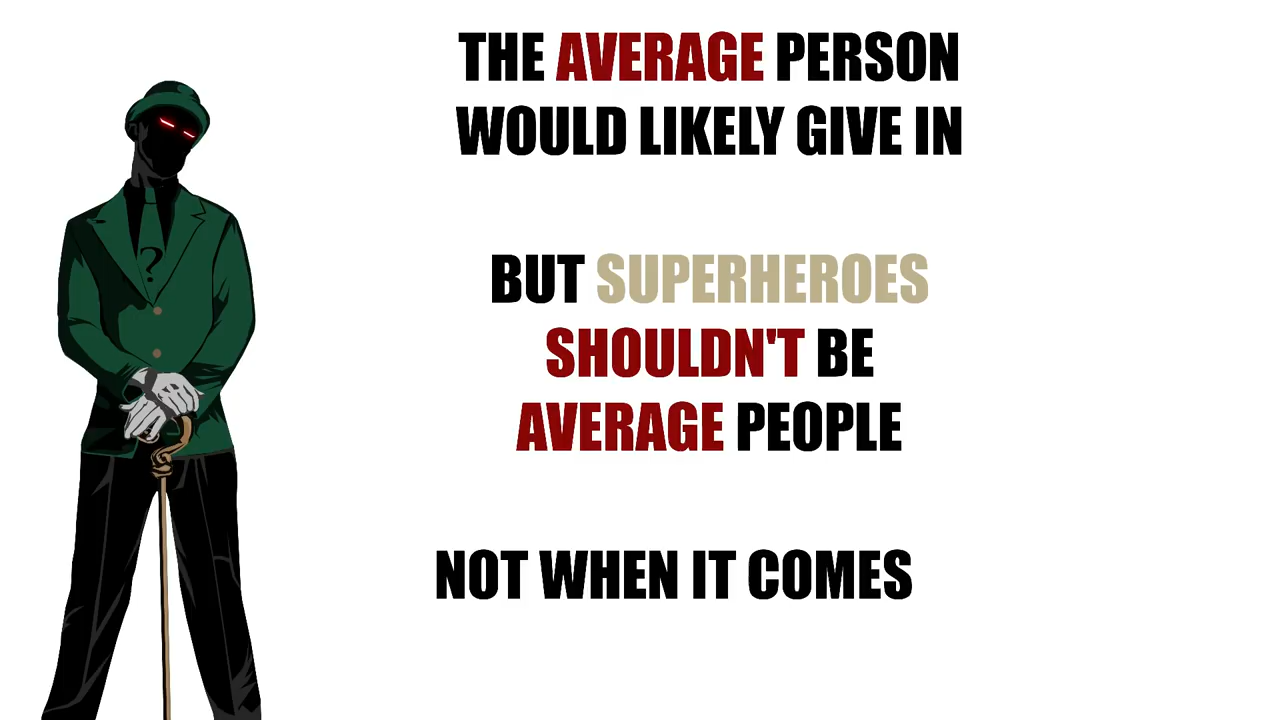 THE AVERAGE PERSON
WOULD LIKELY GIVE IN
BUT SUPERHEROES
SHOULDN'T BE
AVERAGE PEOPLE
NOT WHEN IT COMES
?